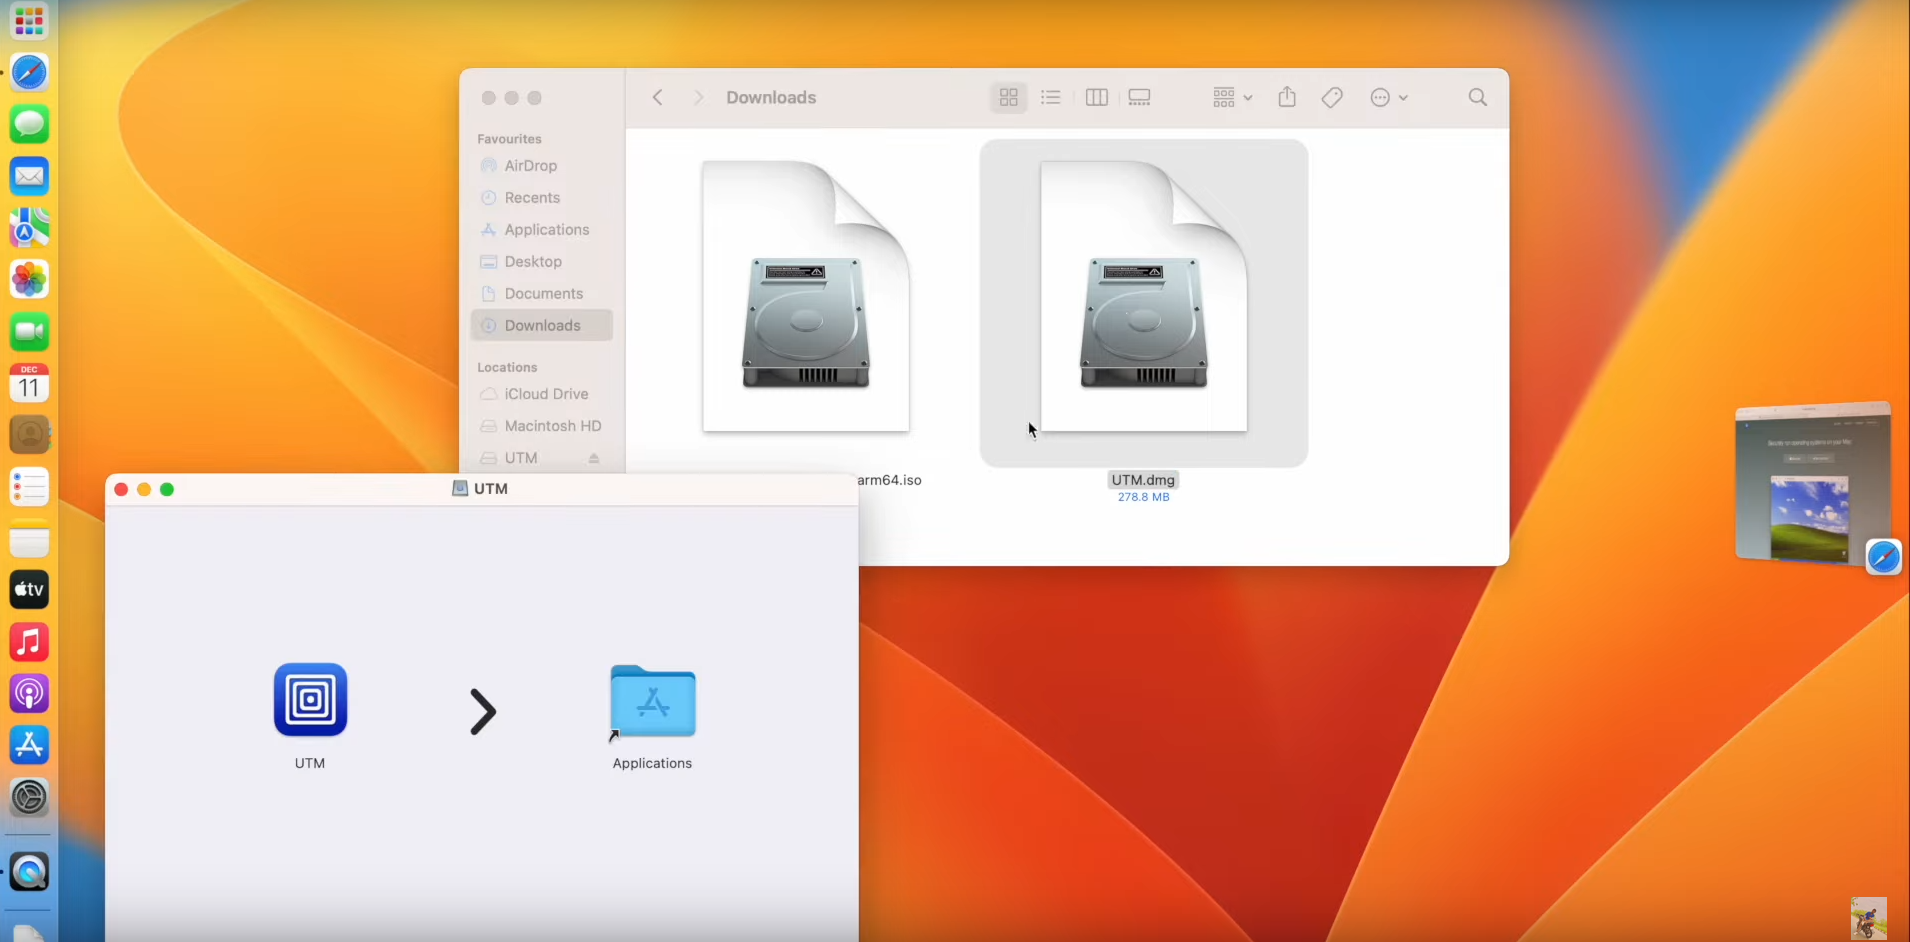 Downloads
Favourites
AirDrop
Recents
Applications
Desktop
Documents
Downloads
Locations
iCloud Drive
Macintosh HD
UTM
arm64.iso
UTM.dmg
278.8 MB
UTM
UTM
Applications
DEC
11
tv